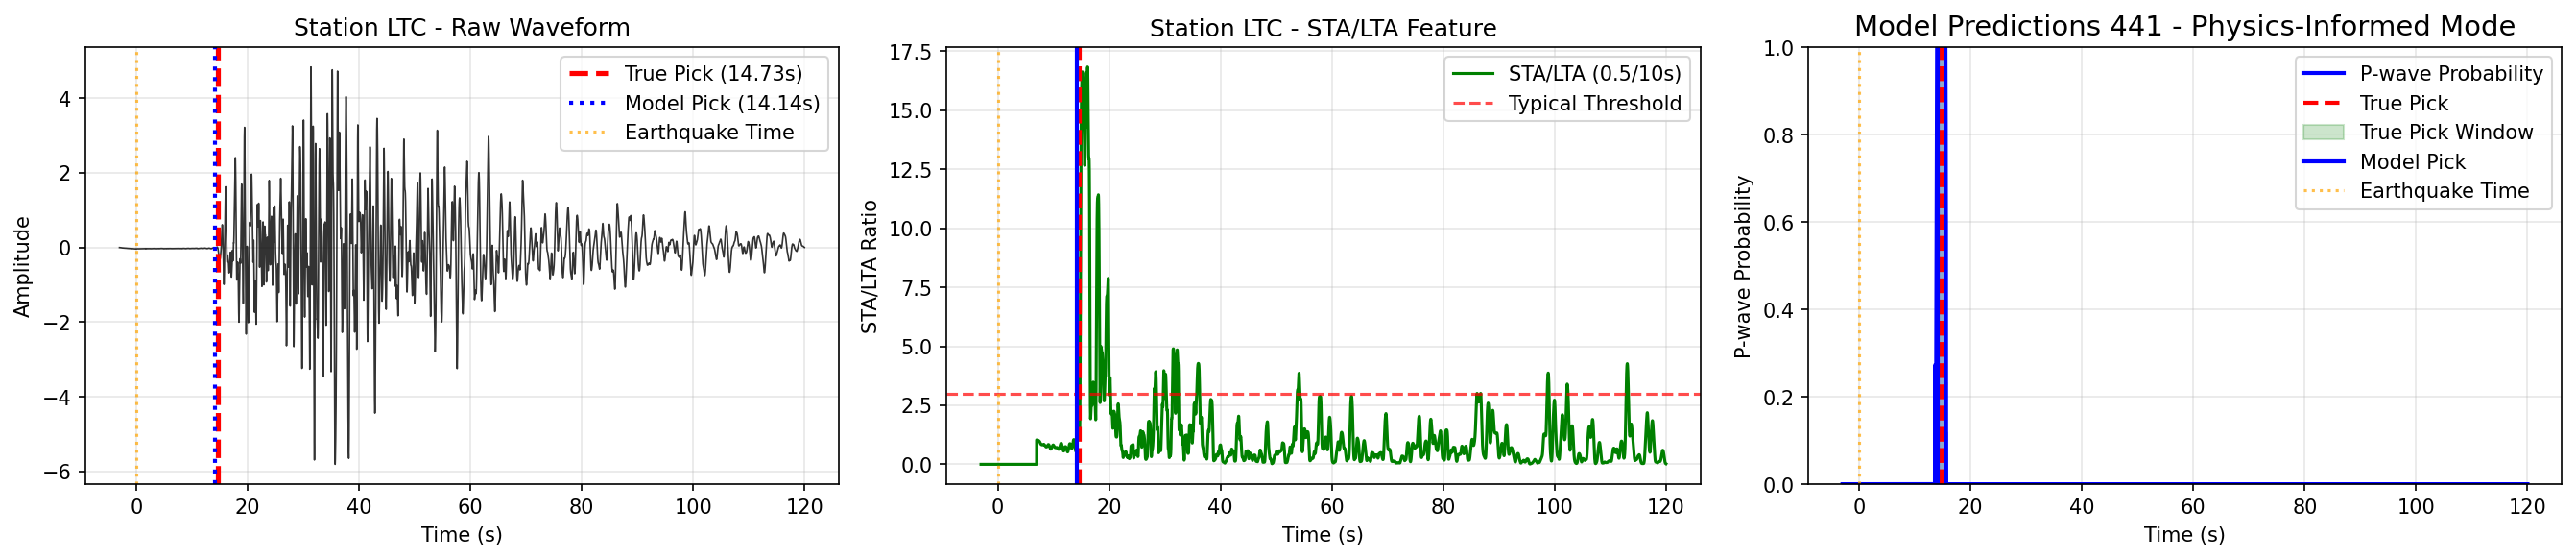 Station LTC - Raw Waveform
True Pick (14.73s)
Model Pick (14.14s)
Earthquake Time
Amplitude
4
2
0
−2
−4
−6
0 20 40 60 80 100 120
Time (s)
Station LTC - STA/LTA Feature
STA/LTA (0.5/10s)
Typical Threshold
STA/LTA Ratio
17.5
15.0
12.5
10.0
7.5
5.0
2.5
0.0
0 20 40 60 80 100 120
Time (s)
Model Predictions 441 - Physics-Informed Mode
P-wave Probability
True Pick
True Pick Window
Model Pick
Earthquake Time
P-wave Probability
1.0
0.8
0.6
0.4
0.2
0.0
0 20 40 60 80 100 120
Time (s)